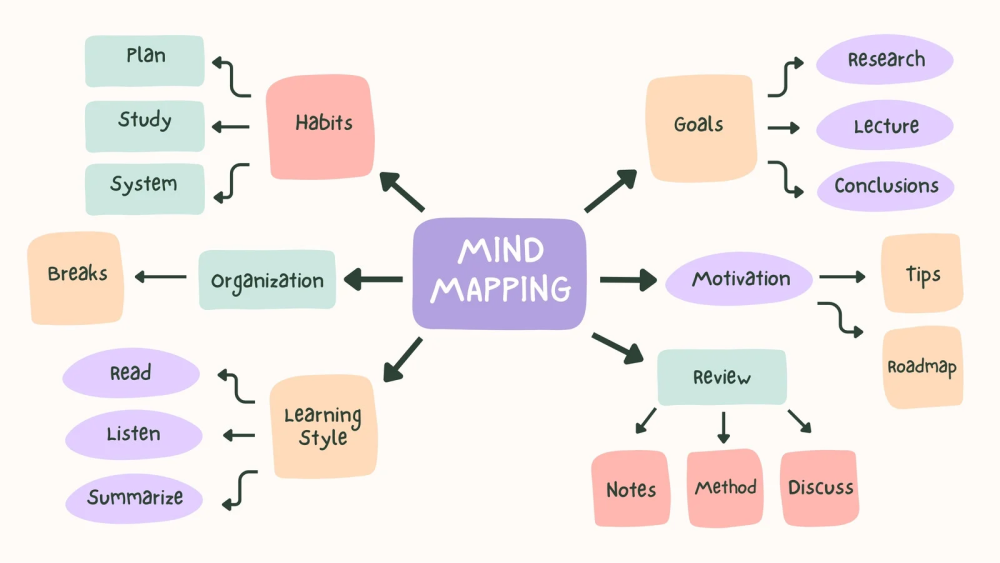 Plan
Study
System
Habits
Goals
Research
Lecture
Conclusions
MIND
MAPPING
Breaks
Organization
Motivation
Tips
Roadmap
Read
Listen
Summarize
Learning
Style
Review
Notes
Method
Discuss